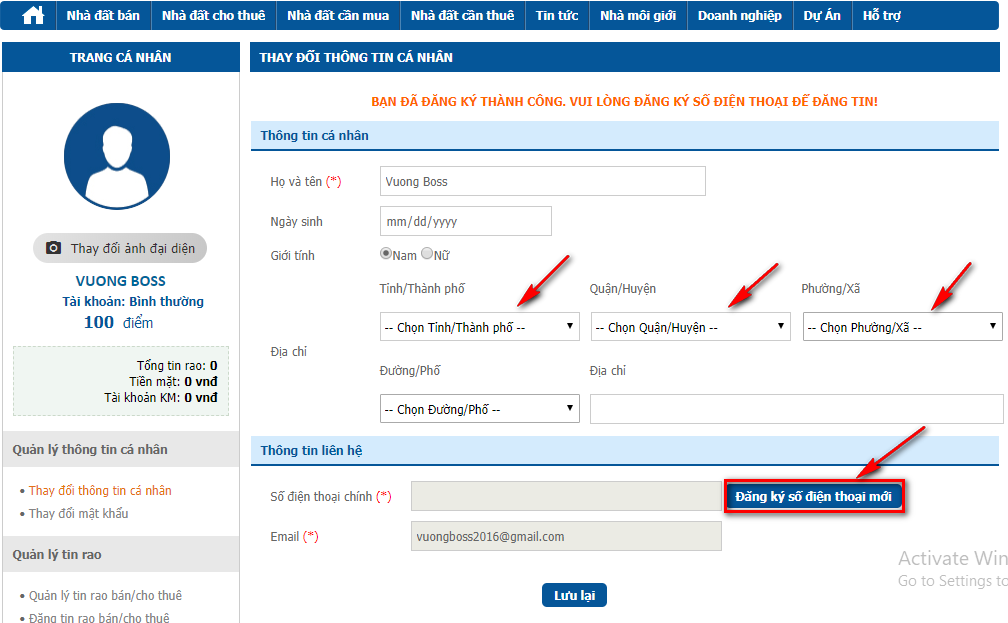 Nhà đất bán Nhà đất cho thuê Nhà đất cần mua Nhà đất cần thuê Tin tức Nhà môi giới Doanh nghiệp Dự Án Hỗ trợ
TRANG CÁ NHÂN
Thay đổi ảnh đại diện
VUONG BOSS
Tài khoản: Bình thường
100 điểm
Tổng tin rao: 0
Tiền mặt: 0 vnđ
Tài khoản KM: 0 vnđ
Quản lý thông tin cá nhân
• Thay đổi thông tin cá nhân
• Thay đổi mật khẩu
Quản lý tin rao
• Quản lý tin rao bán/cho thuê
• Đăng tin rao bán/cho thuê
THAY ĐỔI THÔNG TIN CÁ NHÂN
BẠN ĐÃ ĐĂNG KÝ THÀNH CÔNG. VUI LÒNG ĐĂNG KÝ SỐ ĐIỆN THOẠI ĐỂ ĐĂNG TIN!
Thông tin cá nhân
Họ và tên (*) Vuong Boss
Ngày sinh mm/dd/yyyy
Giới tính Nam Nữ
Tỉnh/Thành phố Quận/Huyện Phường/Xã
-- Chọn Tỉnh/Thành phố -- -- Chọn Quận/Huyện -- -- Chọn Phường/Xã --
Địa chỉ
Đường/Phố Địa chỉ
-- Chọn Đường/Phố --
Thông tin liên hệ
Số điện thoại chính (*) Đăng ký số điện thoại mới
Email (*) vuongboss2016@gmail.com
Lưu lại
Activate Win
Go to Settings to